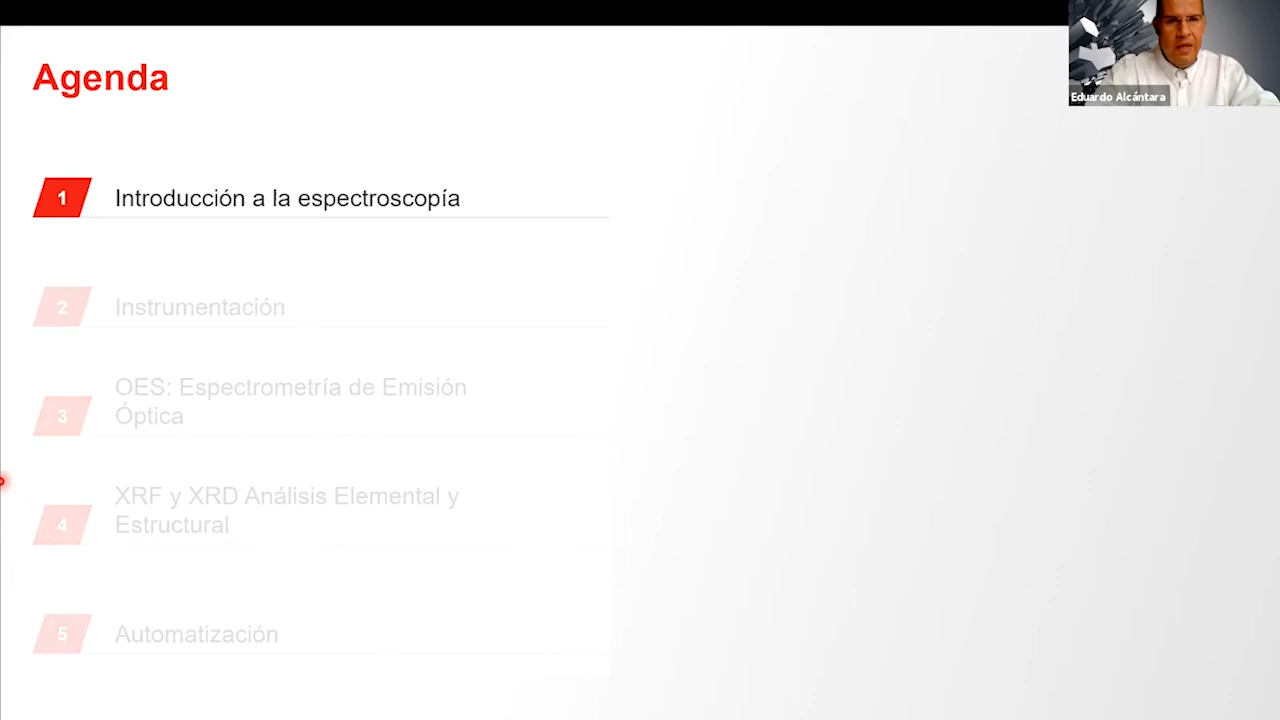 Agenda
Eduardo Alcántara
1
Introducción a la espectroscopía
2
Instrumentación
OES: Espectrometría de Emisión
3
Óptica
XRF y XRD Análisis Elemental y
4
Estructural
5
Automatización